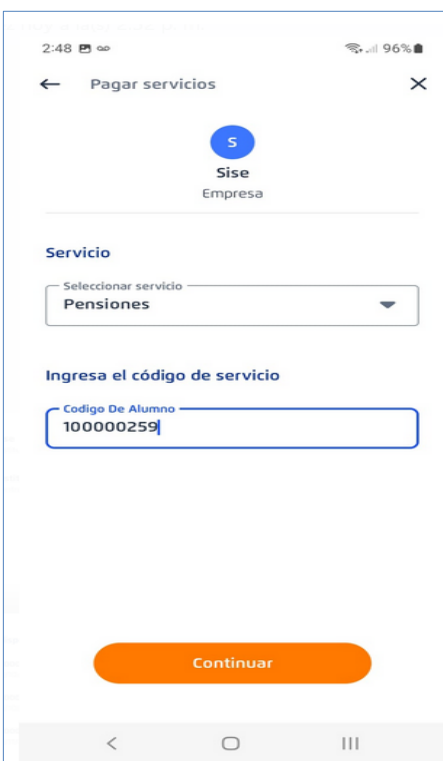 2:48 96%
Pagar servicios
S
Sise
Empresa
Servicio
Seleccionar servicio
Pensiones
Ingresa el código de servicio
Codigo De Alumno
100000259
Continuar